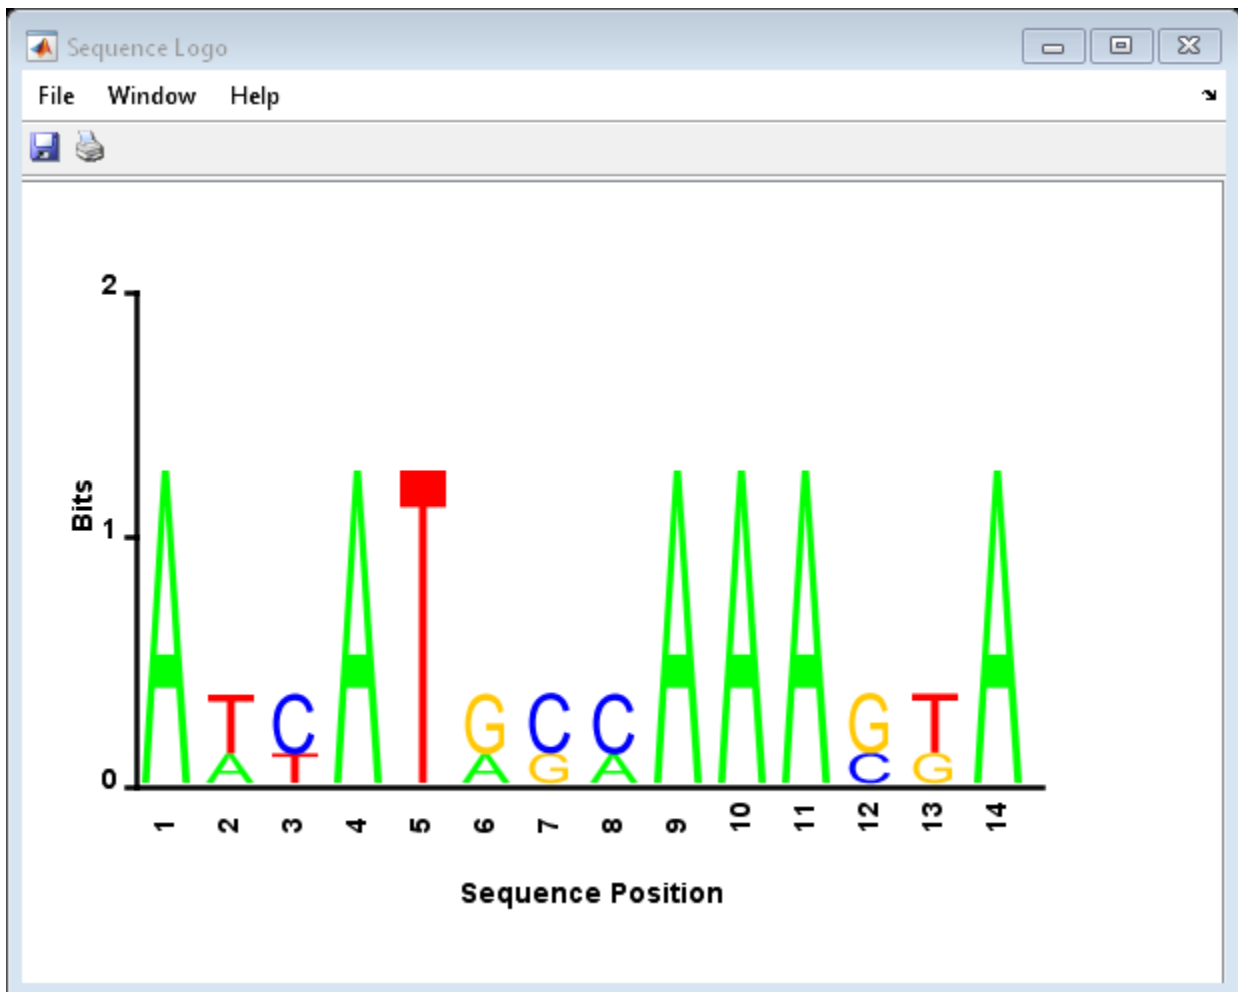 Sequence Logo
File Window Help
2
Bits
1
0
A T C A T G C C A A A G T A
A T A G A C G
1 2 3 4 5 6 7 8 9 10 11 12 13 14
Sequence Position